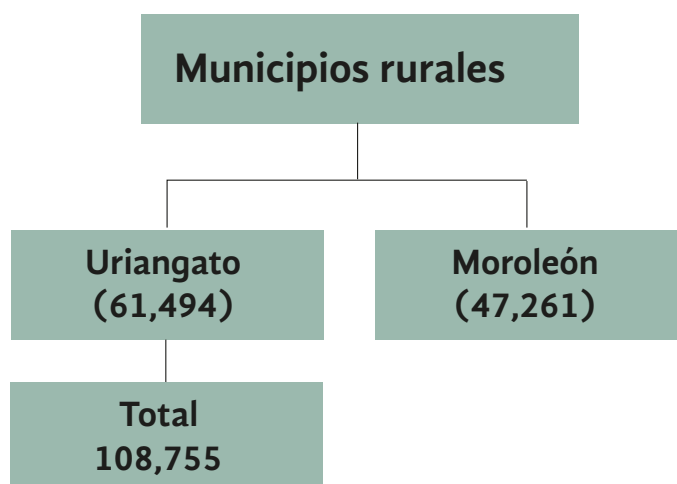 Municipios rurales
Uriangato
(61,494)
Moroleón
(47,261)
Total
108,755